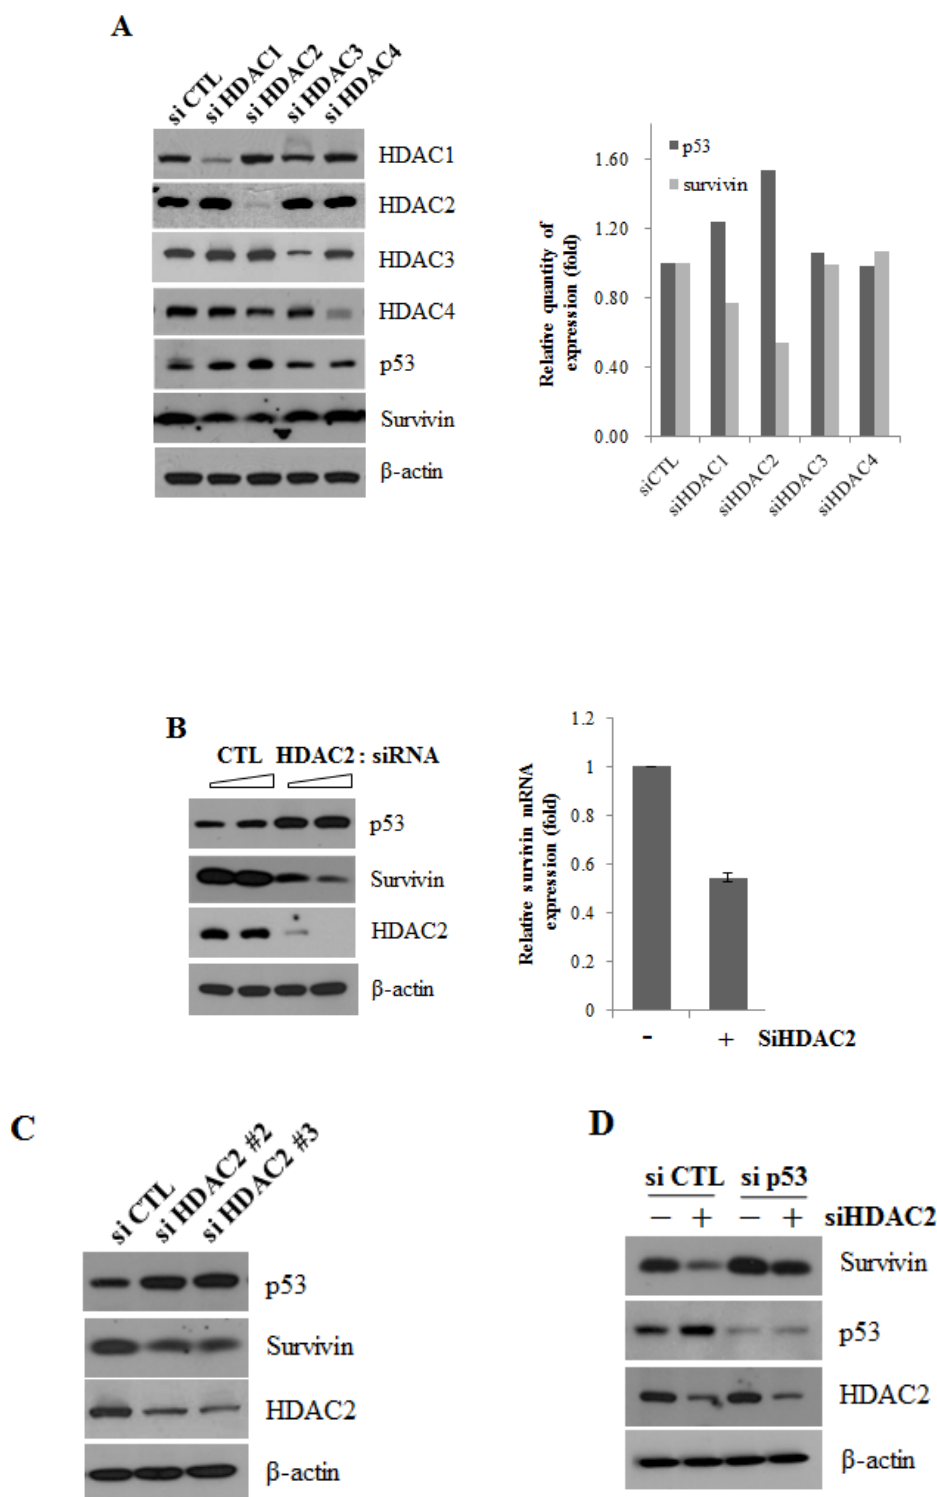 A
si CTL
si HDAC1
si HDAC2
si HDAC3
si HDAC4
HDAC1
HDAC2
HDAC3
HDAC4
p53
Survivin
β-actin
Relative quantity of
expression (fold)
1.60
1.20
0.80
0.40
0.00
p53
survivin
siCTL
siHDAC1
siHDAC2
siHDAC3
siHDAC4
B
CTL HDAC2 : siRNA
p53
Survivin
HDAC2
β-actin
Relative survivin mRNA
expression (fold)
1.2
1
0.8
0.6
0.4
0.2
0
- + SiHDAC2
C
si CTL
si HDAC2 #2
si HDAC2 #3
p53
Survivin
HDAC2
β-actin
D
si CTL si p53
− + − + siHDAC2
Survivin
p53
HDAC2
β-actin